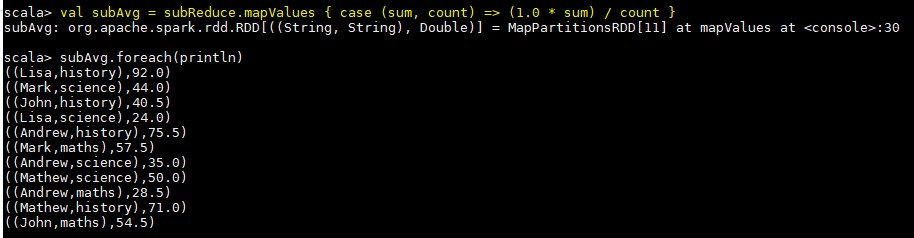 scala> val subAvg = subReduce.mapValues { case (sum, count) => (1.0 * sum) / count }
subAvg: org.apache.spark.rdd.RDD[((String, String), Double)] = MapPartitionsRDD[11] at mapValues at <console>:30
scala> subAvg.foreach(println)
((Lisa,history),92.0)
((Mark,science),44.0)
((John,history),40.5)
((Lisa,science),24.0)
((Andrew,history),75.5)
((Mark,maths),57.5)
((Andrew,science),35.0)
((Mathew,science),50.0)
((Andrew,maths),28.5)
((Mathew,history),71.0)
((John,maths),54.5)